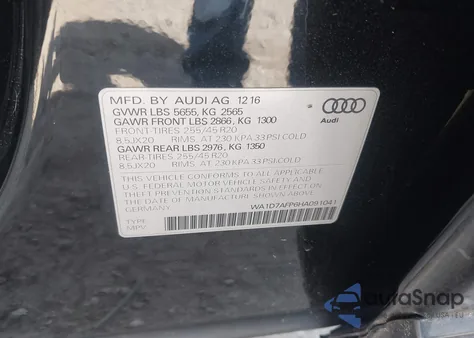 MFD. BY AUDI AG 12 16
GVWR LBS 5655, KG 2565
GAWR FRONT LBS 2866, KG 1300
FRONT TIRES 255/45 R20
8.5JX20 RIMS, AT 230 KPA 33 PSI COLD
GAWR REAR LBS 2976, KG 1350
REAR TIRES 255/45 R20
8.5JX20 RIMS, AT 230 KPA 33 PSI COLD
THIS VEHICLE CONFORMS TO ALL APPLICABLE
U.S. FEDERAL MOTOR VEHICLE SAFETY AND
THEFT PREVENTION STANDARDS IN EFFECT ON
THE DATE OF MANUFACTURE SHOWN ABOVE
GERMANY WA1D7AFP6HA091041
TYPE:
MPV
Audi
AutoSnap